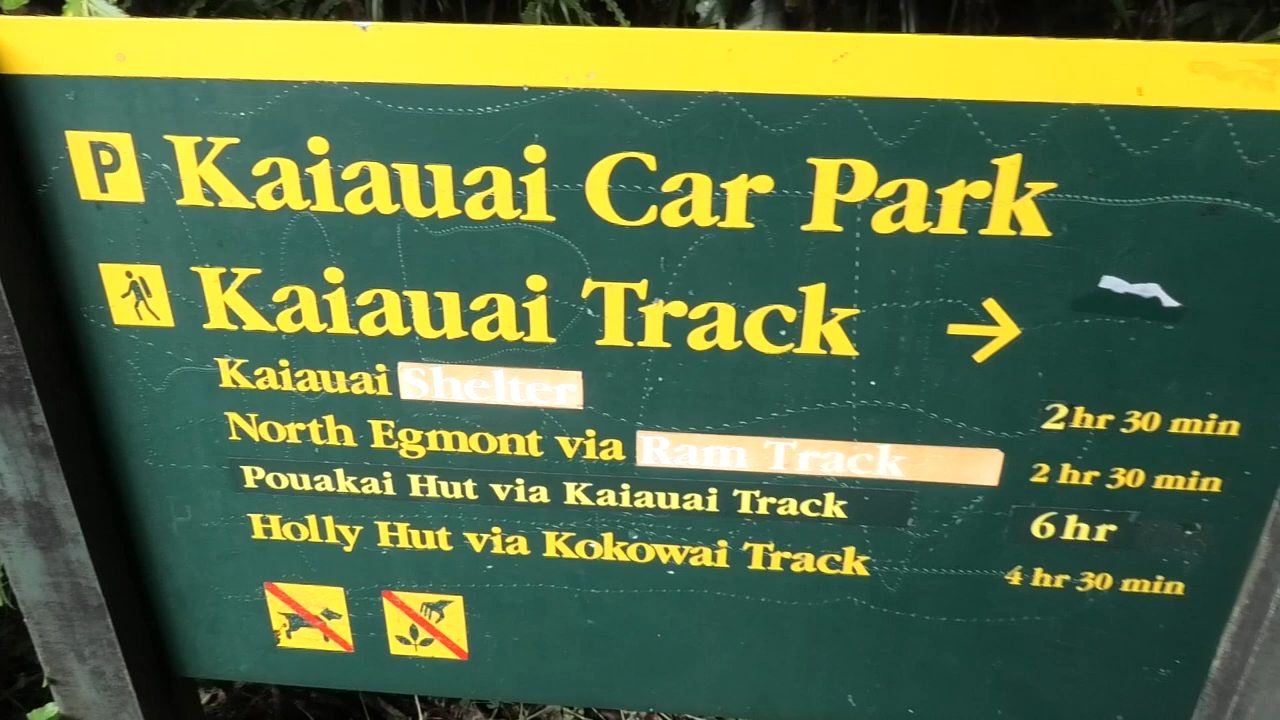 P Kaiauai Car Park
Kaiauai Track →
Kaiauai Shelter 2hr 30 min
North Egmont via Ram Track 2 hr 30 min
Pouakai Hut via Kaiauai Track 6 hr
Holly Hut via Kokowai Track 4 hr 30 min